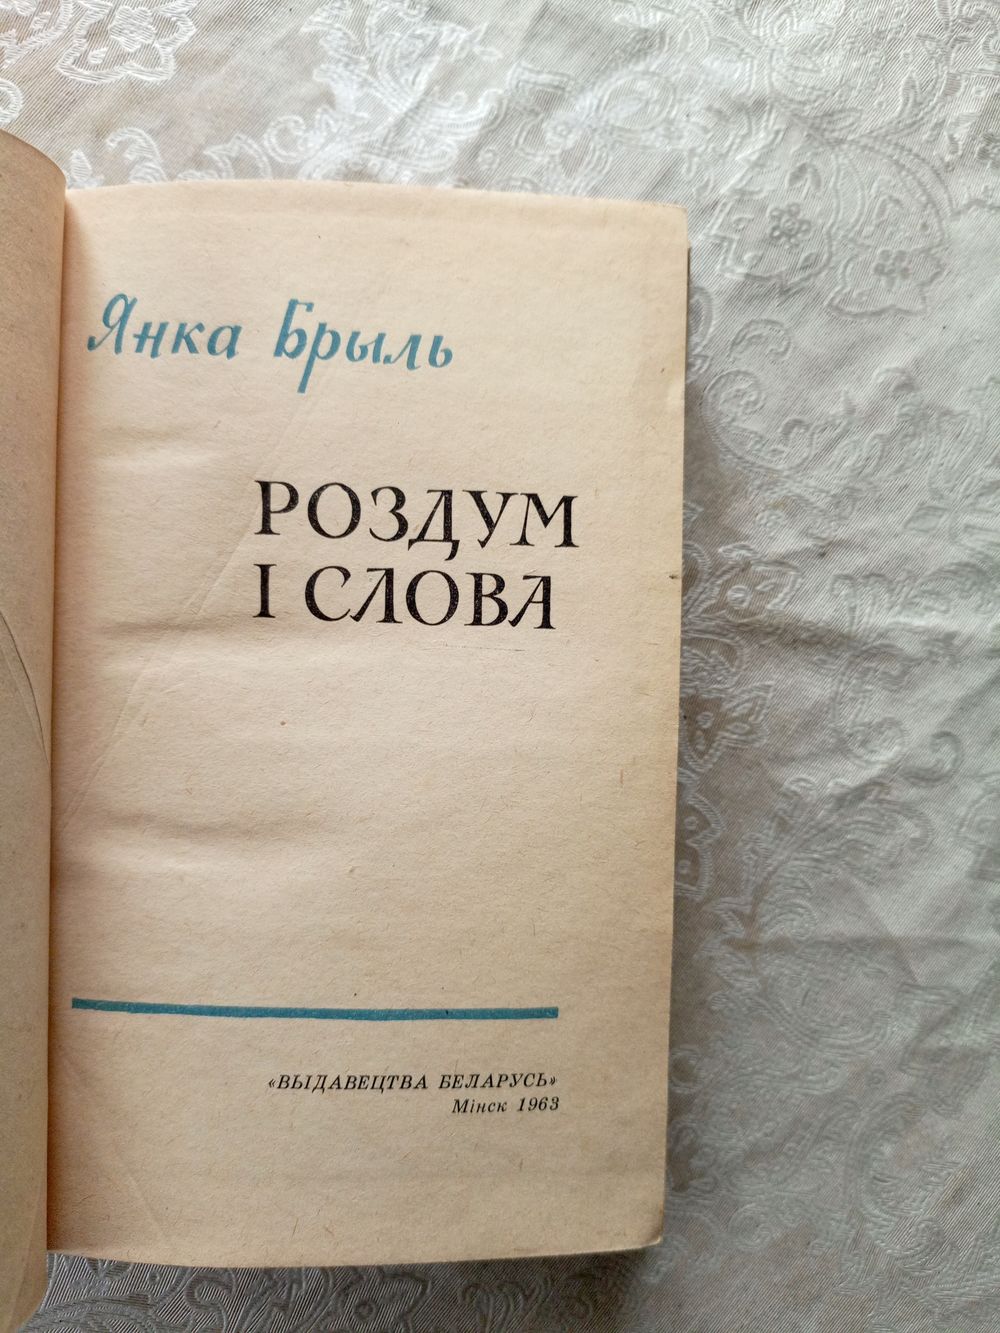 Янка Брыль
РОЗДУМ
І СЛОВА
«ВЫДАВЕЦТВА БЕЛАРУСЬ»
Мінск 1963